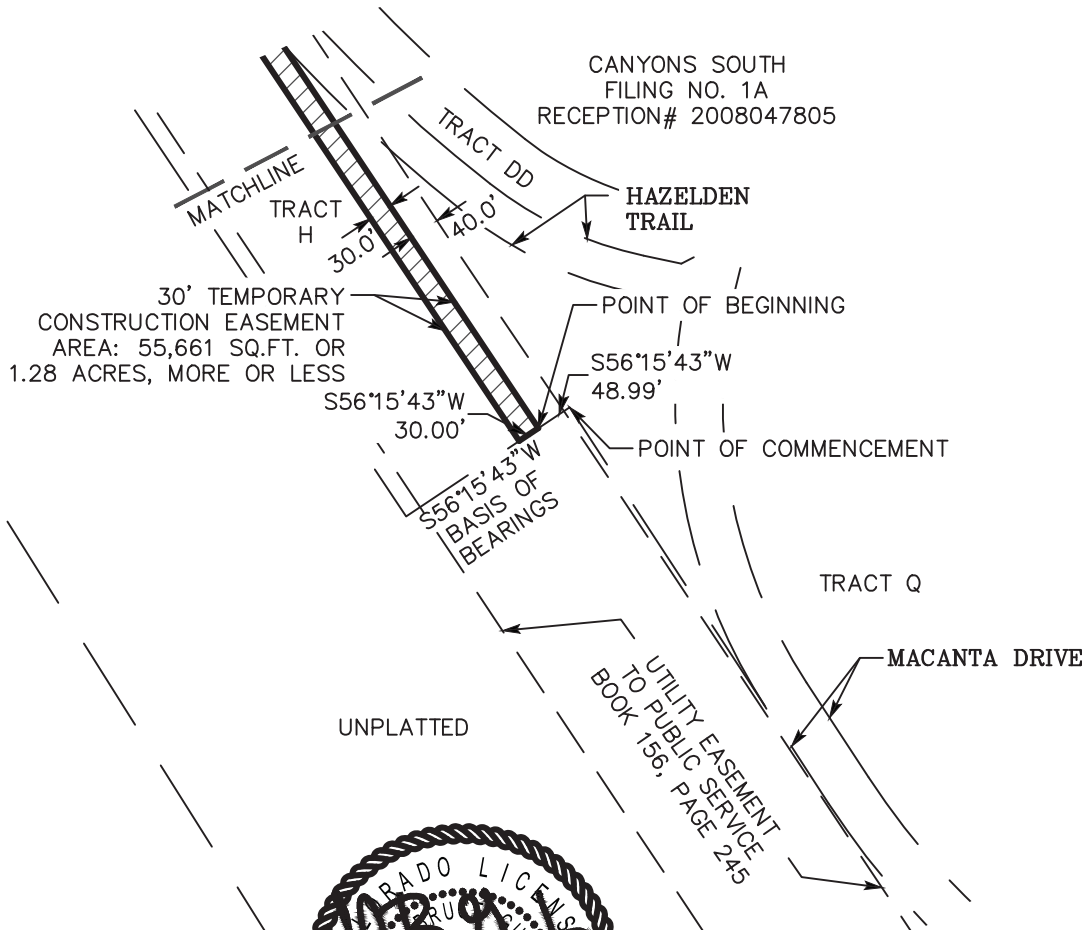 CANYONS SOUTH
FILING NO. 1A
RECEPTION# 2008047805
TRACT DD
MATCHLINE
TRACT
H
HAZELDEN
TRAIL
40.0'
30.0'
30' TEMPORARY
CONSTRUCTION EASEMENT
AREA: 55,661 SQ.FT. OR
1.28 ACRES, MORE OR LESS
POINT OF BEGINNING
S56°15'43"W
48.99'
S56°15'43"W
30.00'
POINT OF COMMENCEMENT
S56°15'43"W
BASIS OF
BEARINGS
TRACT Q
MACANTA DRIVE
UTILITY EASEMENT
TO PUBLIC SERVICE
BOOK 156, PAGE 245
UNPLATTED